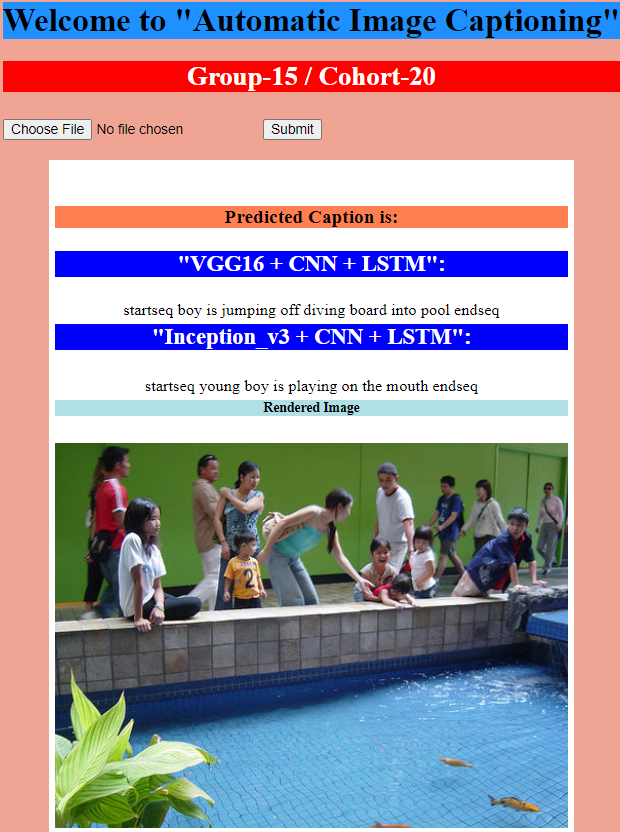 Welcome to "Automatic Image Captioning"
Group-15 / Cohort-20
Choose File No file chosen Submit
Predicted Caption is:
"VGG16 + CNN + LSTM":
startseq boy is jumping off diving board into pool endseq
"Inception_v3 + CNN + LSTM":
startseq young boy is playing on the mouth endseq
Rendered Image
2